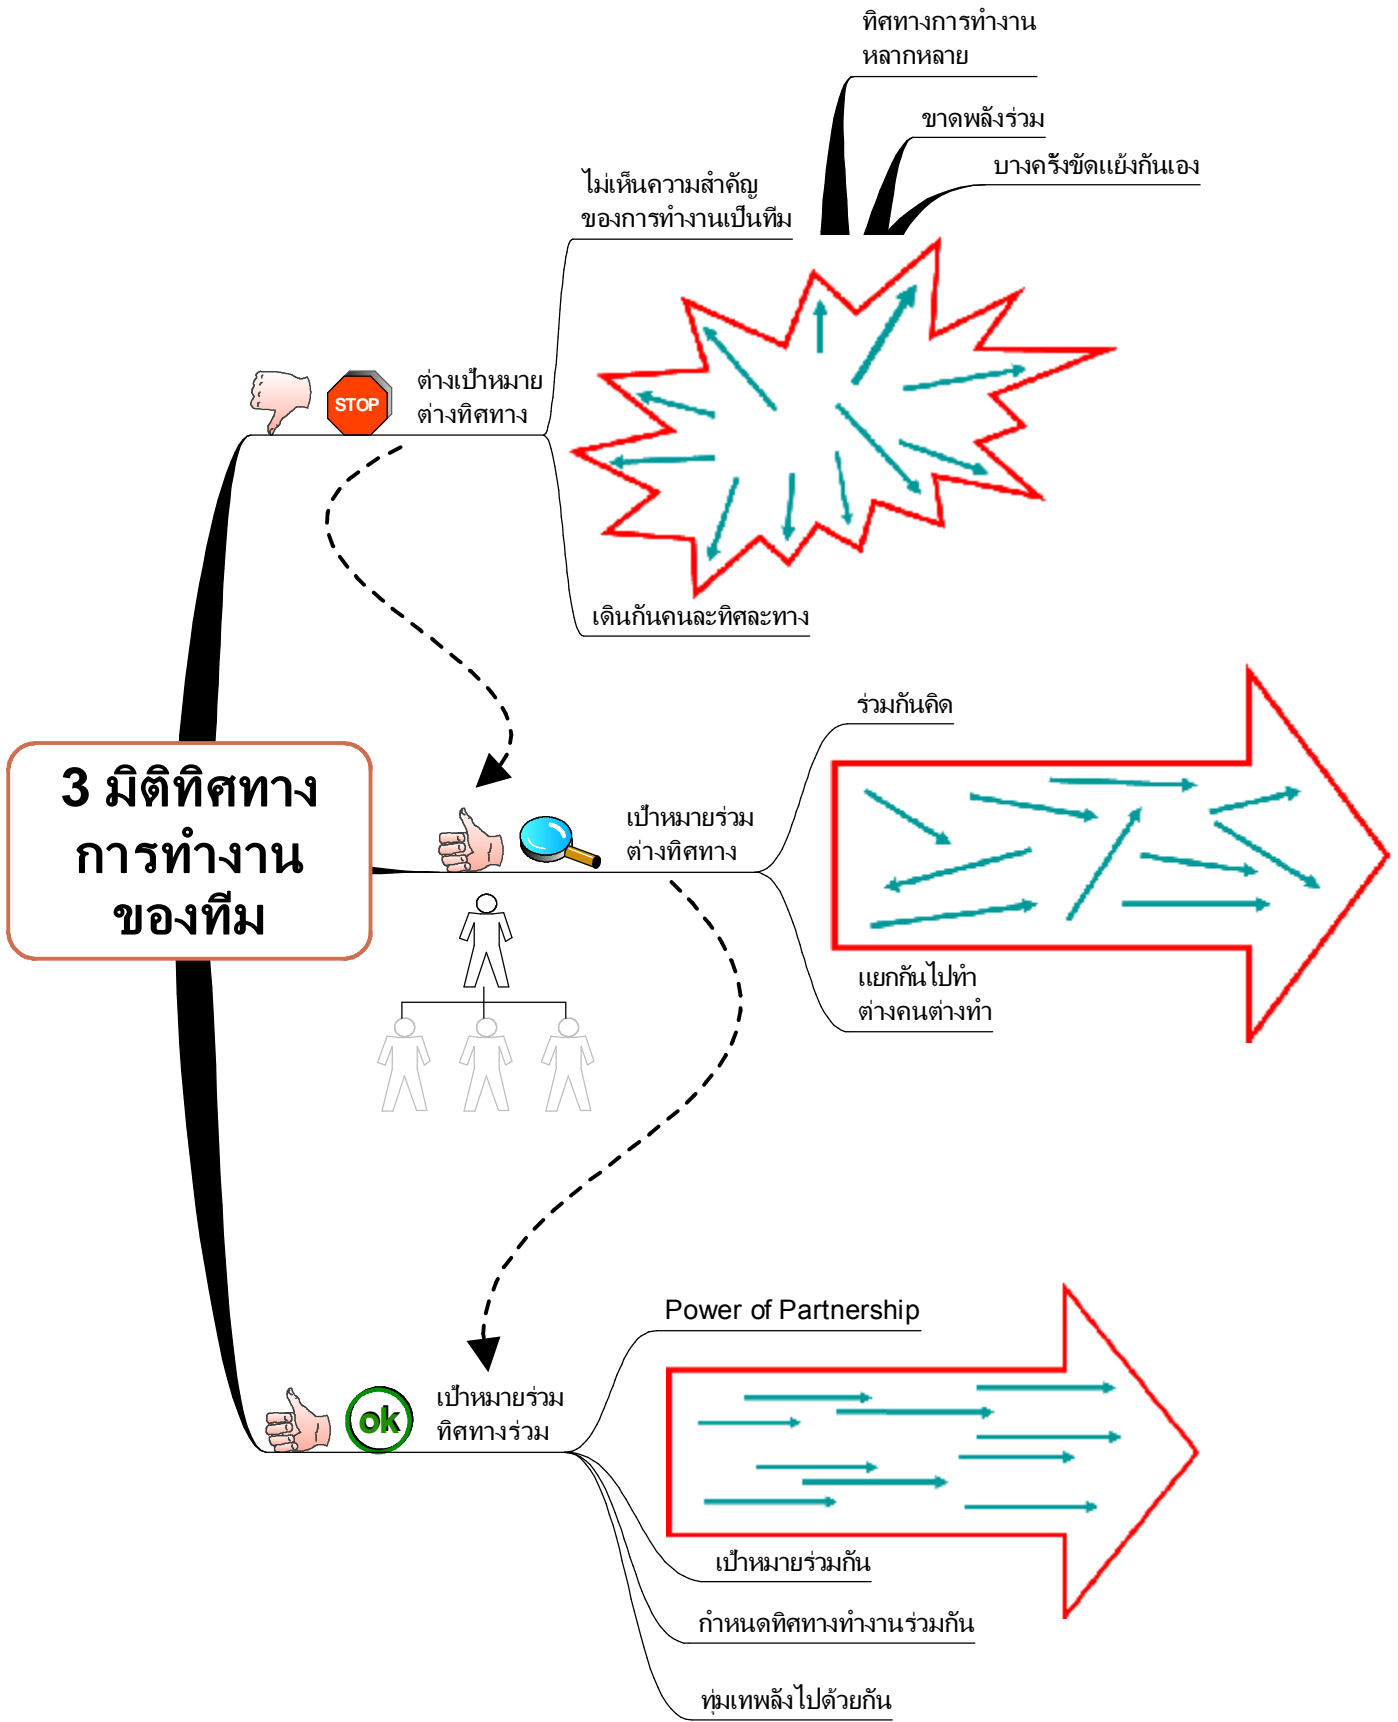 ทิศทางการทำงาน
หลากหลาย
ขาดพลังร่วม
บางครั้งขัดแย้งกันเอง
ไม่เห็นความสำคัญ
ของการทำงานเป็นทีม
ต่างเป้าหมาย
ต่างทิศทาง
STOP
เดินกันคนละทิศละทาง
ร่วมกันคิด
3 มิติทิศทาง
การทำงาน
ของทีม
เป้าหมายร่วม
ต่างทิศทาง
แยกกันไปทำ
ต่างคนต่างทำ
Power of Partnership
เป้าหมายร่วม
ทิศทางร่วม
ok
เป้าหมายร่วมกัน
กำหนดทิศทางทำงานร่วมกัน
ทุ่มเทพลังไปด้วยกัน